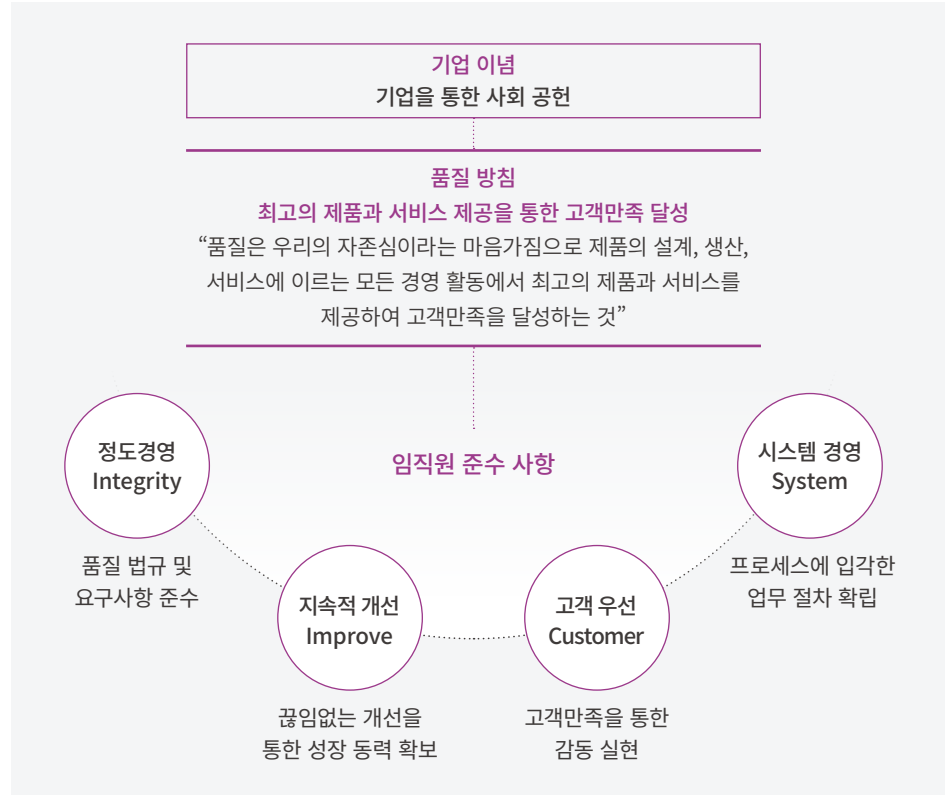 기업 이념
기업을 통한 사회 공헌
품질 방침
최고의 제품과 서비스 제공을 통한 고객만족 달성
“품질은 우리의 자존심이라는 마음가짐으로 제품의 설계, 생산,
서비스에 이르는 모든 경영 활동에서 최고의 제품과 서비스를
제공하여 고객만족을 달성하는 것”
임직원 준수 사항
정도경영
Integrity
품질 법규 및
요구사항 준수
지속적 개선
Improve
끊임없는 개선을
통한 성장 동력 확보
고객 우선
Customer
고객만족을 통한
감동 실현
시스템 경영
System
프로세스에 입각한
업무 절차 확립